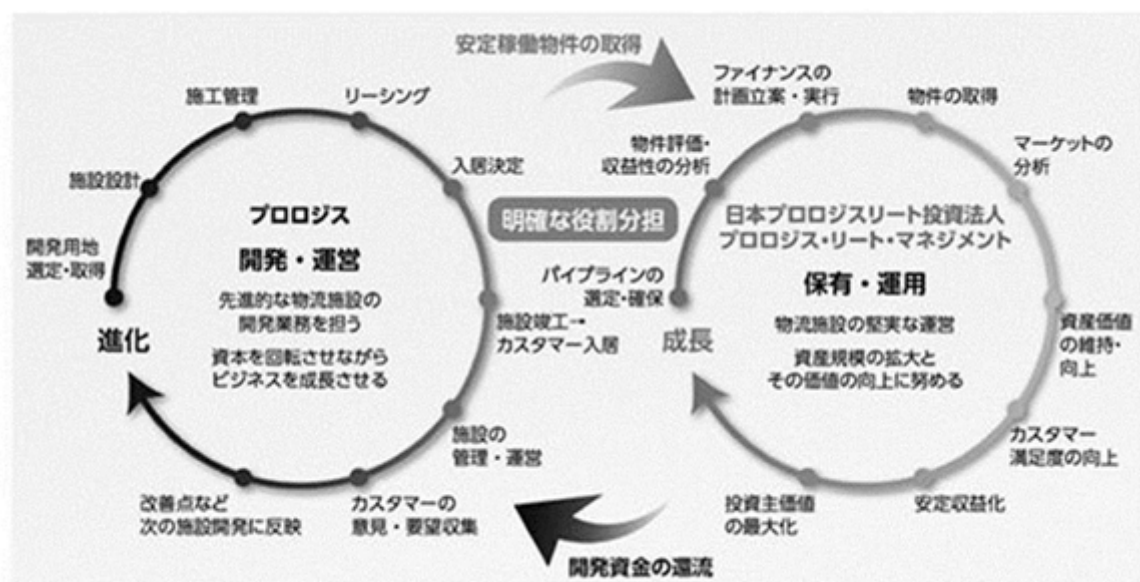 安定稼働物件の取得
施工管理
リーシング
施設設計
入居決定
開発用地
選定・取得
プロロジス
開発・運営
先進的な物流施設の
開発業務を担う
資本を回転させながら
ビジネスを成長させる
進化
施設竣工→
カスタマー入居
施設の
管理・運営
カスタマーの
意見・要望収集
改善点など
次の施設開発に反映
明確な役割分担
ファイナンスの
計画立案・実行
物件の取得
物件評価・
収益性の分析
マーケットの
分析
日本プロロジスリート投資法人
プロロジス・リート・マネジメント
保有・運用
物流施設の堅実な運営
資産規模の拡大と
その価値の向上に努める
パイプラインの
選定・確保
成長
資産価値
の維持・
向上
カスタマー
満足度の向上
安定収益化
投資主価値
の最大化
開発資金の還流